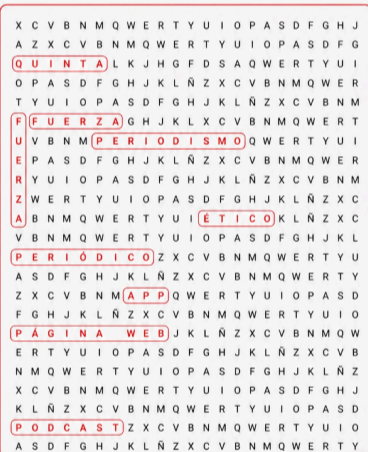 X C V B N M Q W E R T Y U I O P A S D F G H J
A Z X C V B N M Q W E R T Y U I O P A S D F G
Q U I N T A L K J H G F D S A Q W E R T Y U I
O P A S D F G H J K L Ñ Z X C V B N M Q W E R
T Y U I O P A S D F G H J K L Ñ Z X C V B N M
F F U E R Z A G H J K L X C V B N M Q W E R T
U V B N M P E R I O D I S M O Q W E R T Y U I
E P A S D F G H J K L Ñ Z X C V B N M Q W E R
R Y U I O P A S D F G H J K L Ñ Z X C V B N M
Z W E R T Y U I O P A S D F G H J K L Ñ Z X C
A B N M Q W E R T Y U I É T I C O K L Ñ Z X C
V B N M Q W E R T Y U I O P A S D F G H J K L
P E R I Ó D I C O Z X C V B N M Q W E R T Y U
A S D F G H J K L Ñ Z X C V B N M Q W E R T Y
Z X C V B N M A P P Q W E R T Y U I O P A S D
F G H J K L Ñ Z X C V B N M Q W E R T Y U I O
P Á G I N A W E B J K L Ñ Z X C V B N M Q W
E R T Y U I O P A S D F G H J K L Ñ Z X C V B
N M Q W E R T Y U I O P A S D F G H J K L Ñ Z
X C V B N M Q W E R T Y U I O P A S D F G H J
K L Ñ Z X C V B N M Q W E R T Y U I O P A S D
P O D C A S T Z X C V B N M Q W E R T Y U I O
A S D F G H J K L Ñ Z X C V B N M Q W E R T Y